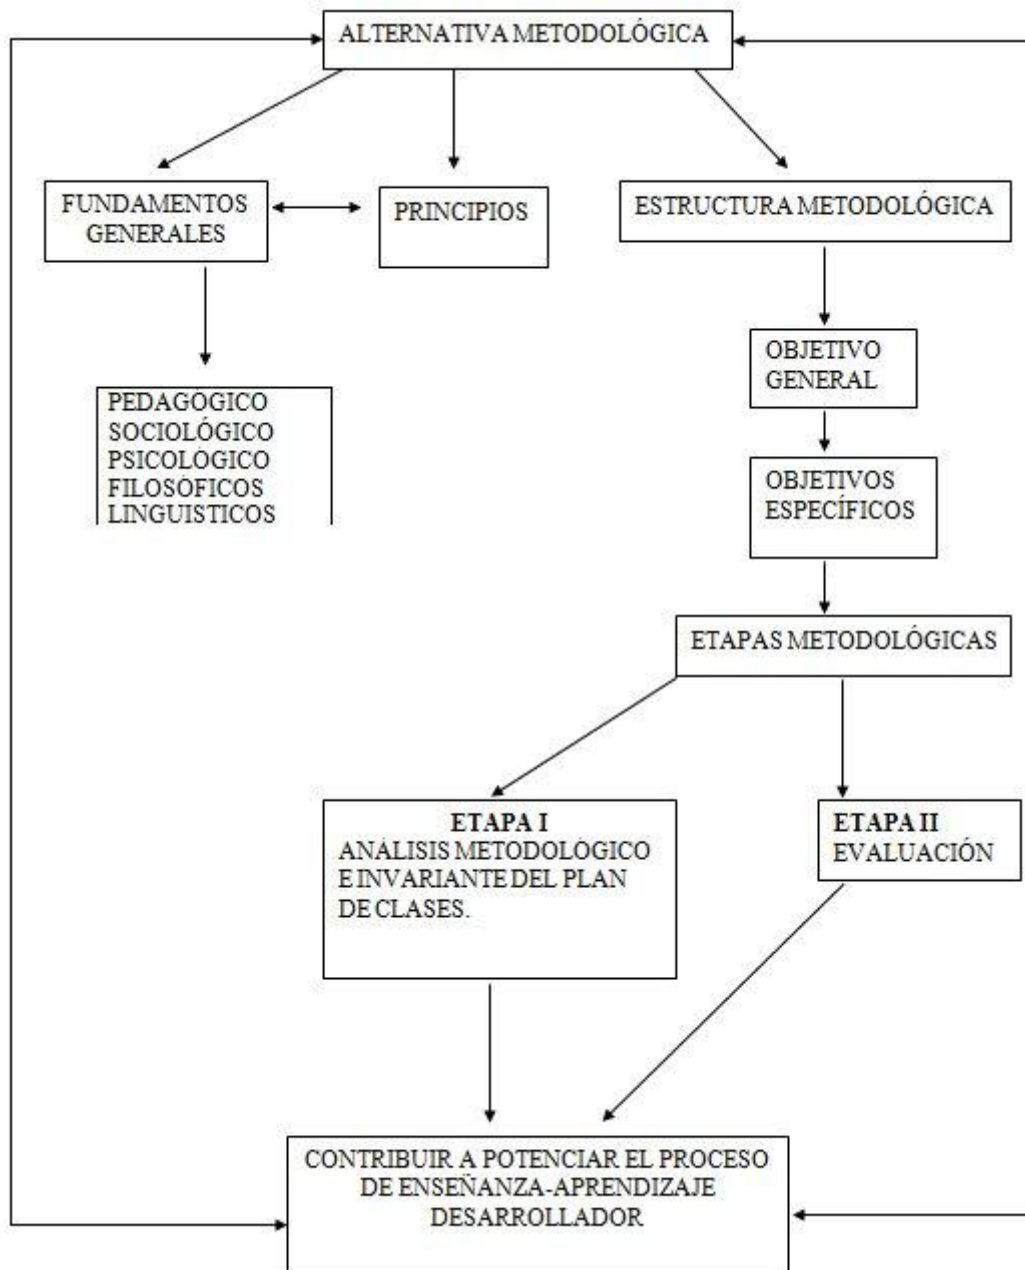 ALTERNATIVA METODOLÓGICA
FUNDAMENTOS
GENERALES
PRINCIPIOS
ESTRUCTURA METODOLÓGICA
PEDAGÓGICO
SOCIOLÓGICO
PSICOLÓGICO
FILOSÓFICOS
LINGUISTICOS
OBJETIVO
GENERAL
OBJETIVOS
ESPECÍFICOS
ETAPAS METODOLÓGICAS
ETAPA I
ANÁLISIS METODOLÓGICO
E INVARIANTE DEL PLAN
DE CLASES.
ETAPA II
EVALUACIÓN
CONTRIBUIR A POTENCIAR EL PROCESO
DE ENSEÑANZA-APRENDIZAJE
DESARROLLADOR